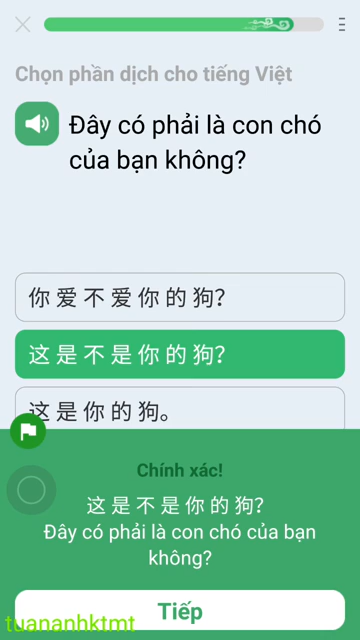 Chọn phần dịch cho tiếng Việt
Đây có phải là con chó
của bạn không?
你爱不爱你的狗?
这是不是你的狗?
这是你的狗。
Chính xác!
这是不是你的狗?
Đây có phải là con chó của bạn
không?
Tiếp
tuananhktmt